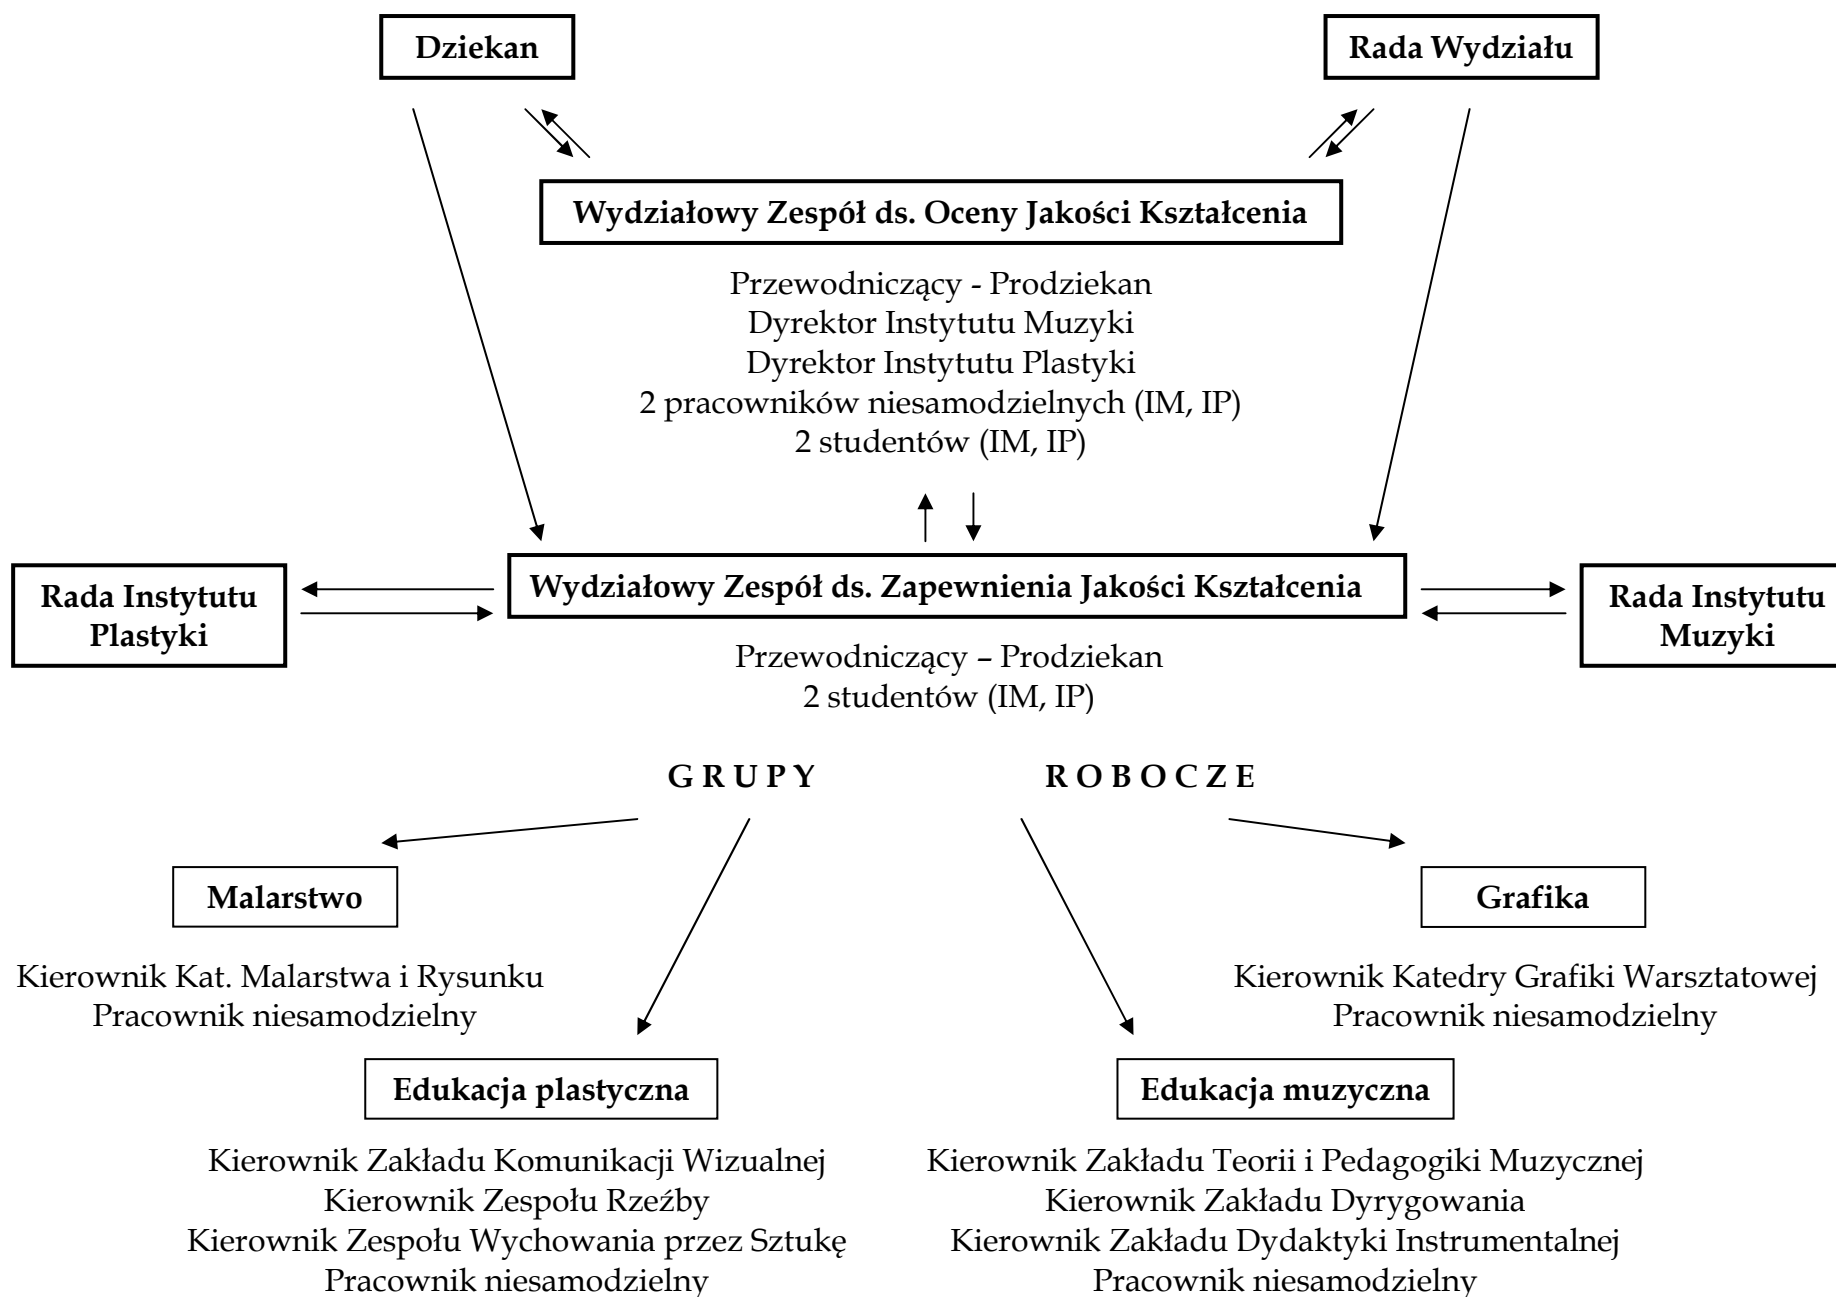 Dziekan
Rada Wydziału
Wydziałowy Zespół ds. Oceny Jakości Kształcenia
Przewodniczący - Prodziekan
Dyrektor Instytutu Muzyki
Dyrektor Instytutu Plastyki
2 pracowników niesamodzielnych (IM, IP)
2 studentów (IM, IP)
Rada Instytutu
Plastyki
Wydziałowy Zespół ds. Zapewnienia Jakości Kształcenia
Rada Instytutu
Muzyki
Przewodniczący – Prodziekan
2 studentów (IM, IP)
G R U P Y R O B O C Z E
Malarstwo
Kierownik Kat. Malarstwa i Rysunku
Pracownik niesamodzielny
Grafika
Kierownik Katedry Grafiki Warsztatowej
Pracownik niesamodzielny
Edukacja plastyczna
Kierownik Zakładu Komunikacji Wizualnej
Kierownik Zespołu Rzeźby
Kierownik Zespołu Wychowania przez Sztukę
Pracownik niesamodzielny
Edukacja muzyczna
Kierownik Zakładu Teorii i Pedagogiki Muzycznej
Kierownik Zakładu Dyrygowania
Kierownik Zakładu Dydaktyki Instrumentalnej
Pracownik niesamodzielny